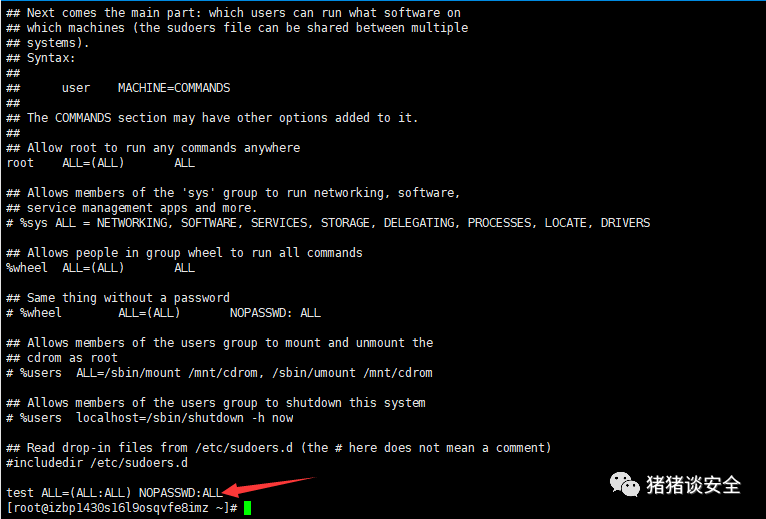 ## Next comes the main part: which users can run what software on
## which machines (the sudoers file can be shared between multiple
## systems).
## Syntax:
##
##      user    MACHINE=COMMANDS
##
## The COMMANDS section may have other options added to it.
##
## Allow root to run any commands anywhere
root    ALL=(ALL)       ALL

## Allows members of the 'sys' group to run networking, software,
## service management apps and more.
# %sys ALL = NETWORKING, SOFTWARE, SERVICES, STORAGE, DELEGATING, PROCESSES, LOCATE, DRIVERS

## Allows people in group wheel to run all commands
%wheel  ALL=(ALL)       ALL

## Same thing without a password
# %wheel        ALL=(ALL)       NOPASSWD: ALL

## Allows members of the users group to mount and unmount the
## cdrom as root
# %users  ALL=/sbin/mount /mnt/cdrom, /sbin/umount /mnt/cdrom

## Allows members of the users group to shutdown this system
# %users  localhost=/sbin/shutdown -h now

## Read drop-in files from /etc/sudoers.d (the # here does not mean a comment)
#includedir /etc/sudoers.d

test ALL=(ALL:ALL) NOPASSWD:ALL
[root@izbp1430s16l9osqvfe8imz ~]#
猪猪谈安全